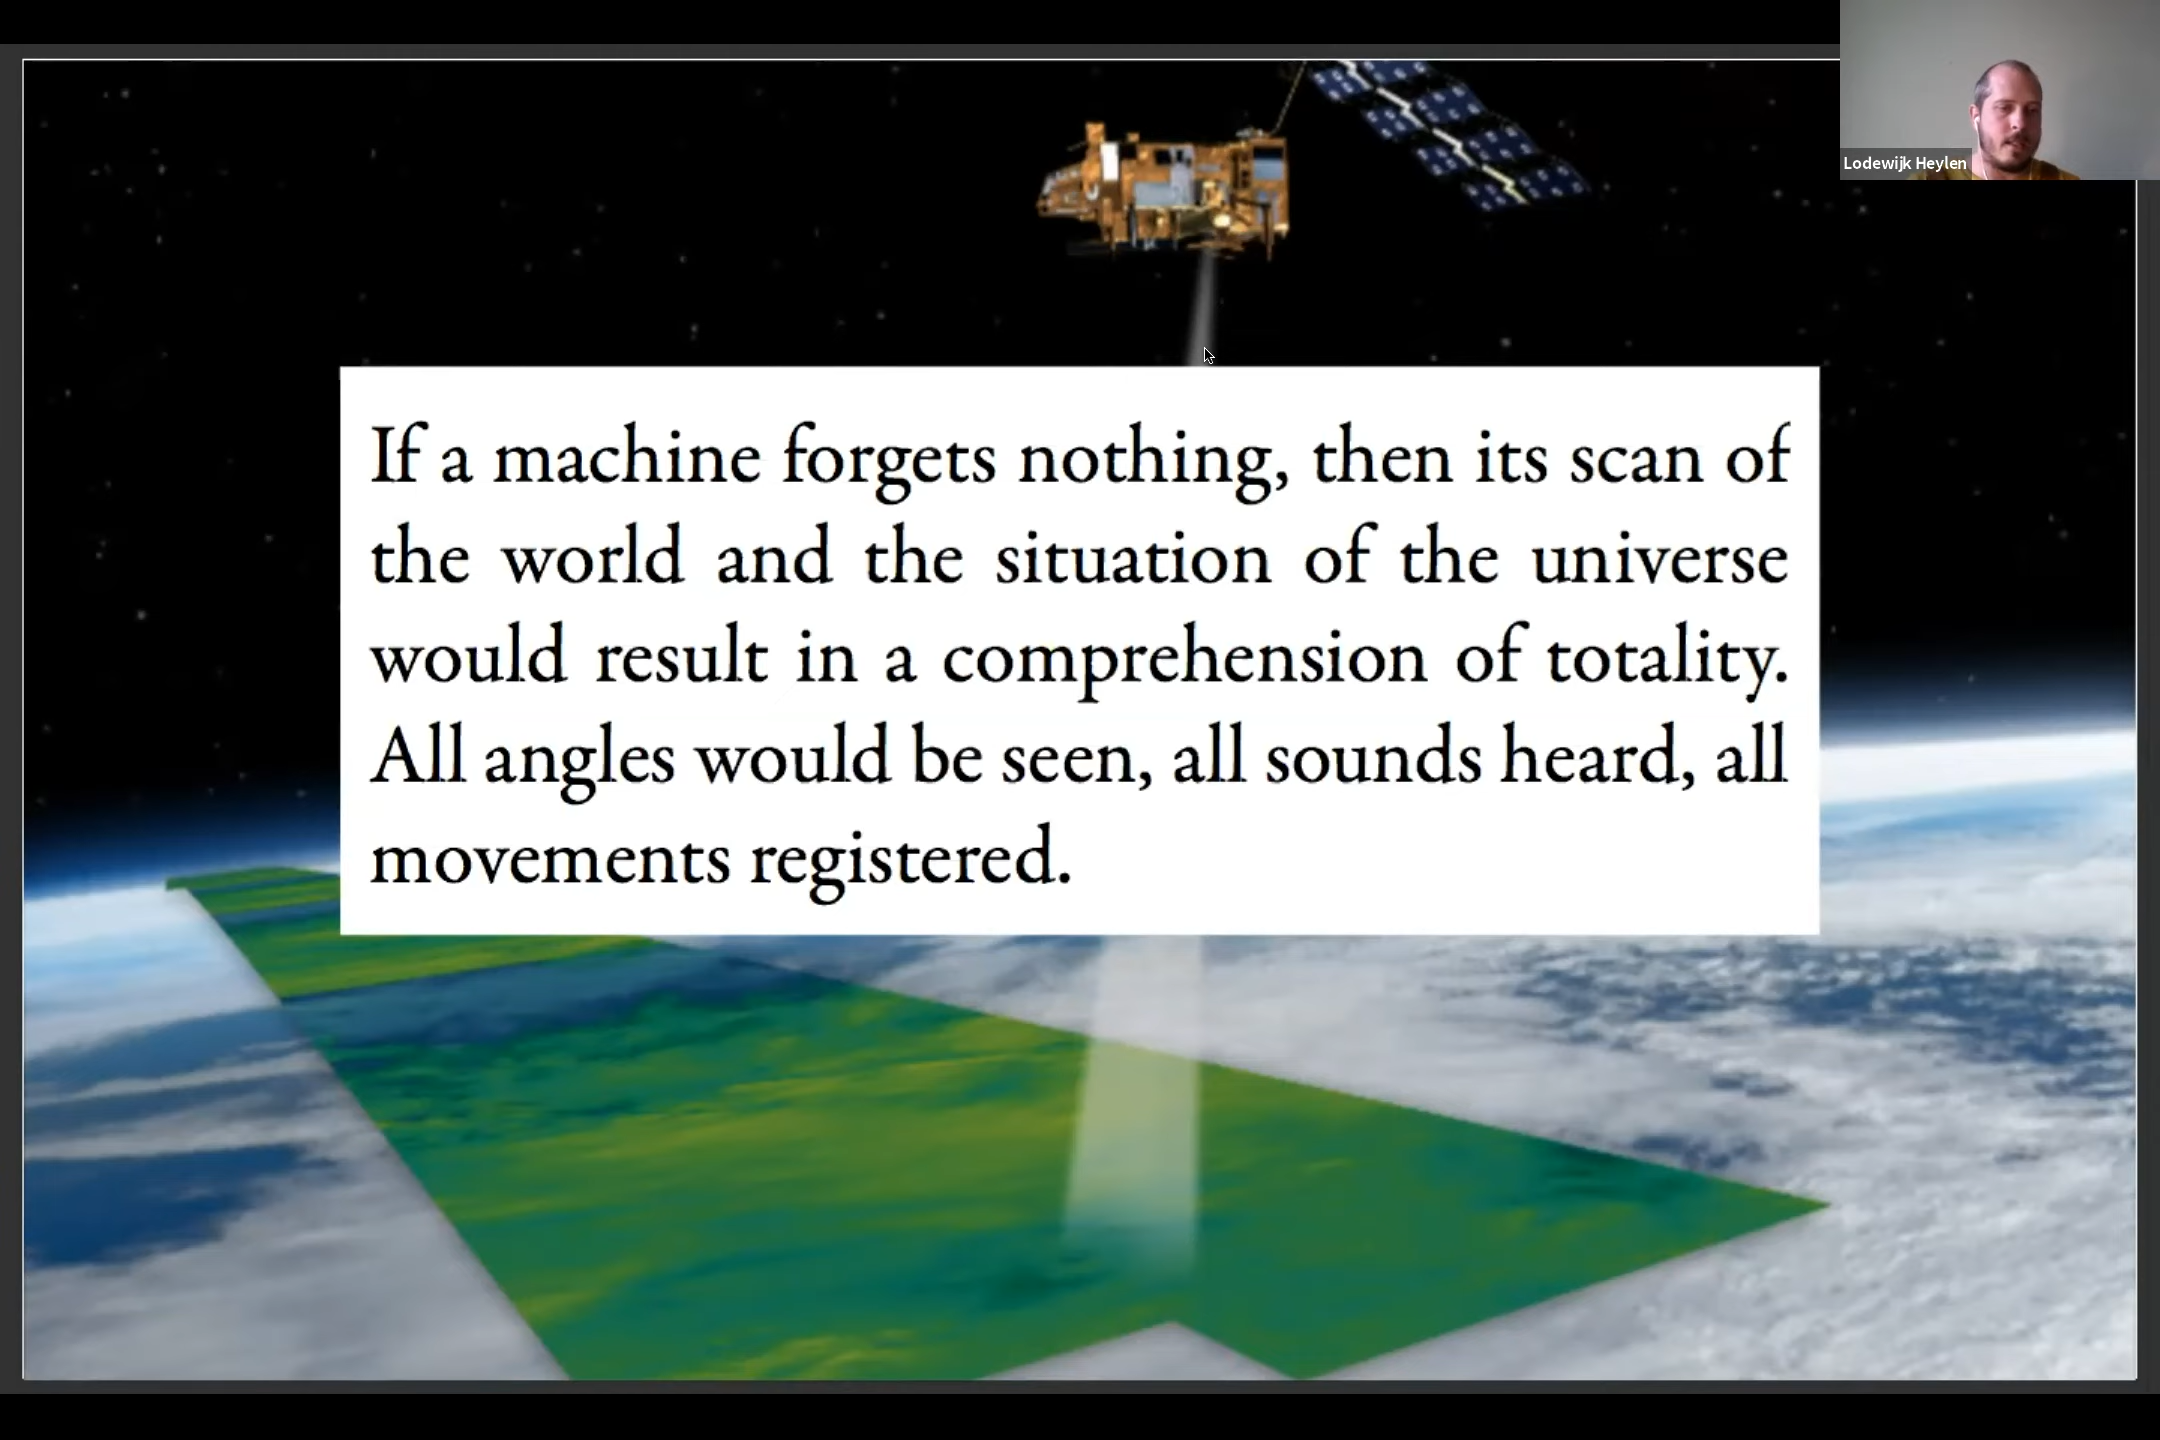 Lodewijk Heylen
If a machine forgets nothing, then its scan of
the world and the situation of the universe
would result in a comprehension of totality.
All angles would be seen, all sounds heard, all
movements registered.